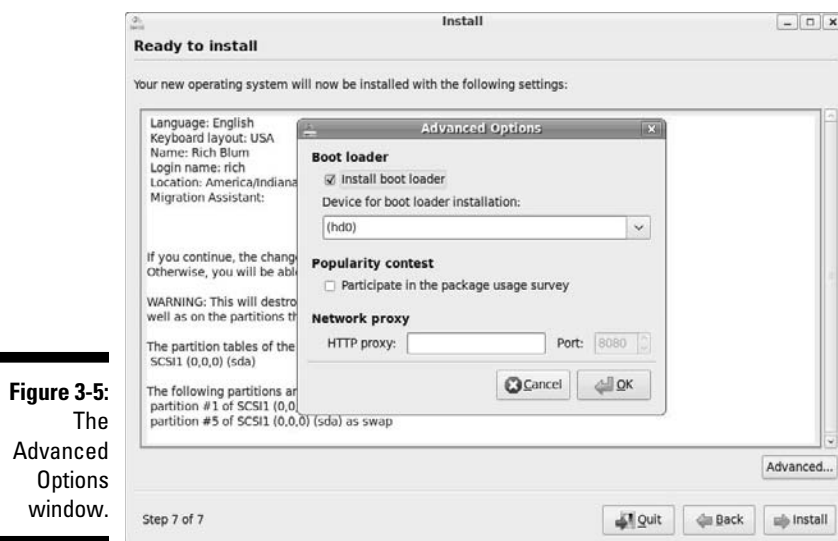 Install
Ready to install
Your new operating system will now be installed with the following settings:
Language: English
Keyboard layout: USA
Name: Rich Blum
Login name: rich
Location: America/Indiana
Migration Assistant:
If you continue, the chang
Otherwise, you will be abl
WARNING: This will destro
well as on the partitions th
The partition tables of the
SCSI1 (0,0,0) (sda)
The following partitions ar
partition #1 of SCSI1 (0,0,
partition #5 of SCSI1 (0,0,0) (sda) as swap
Advanced Options
Boot loader
Install boot loader
Device for boot loader installation:
(hd0)
Popularity contest
Participate in the package usage survey
Network proxy
HTTP proxy:
Port: 8080
Cancel
OK
Advanced...
Step 7 of 7
Quit
Back
Install
Figure 3-5:
The
Advanced
Options
window.